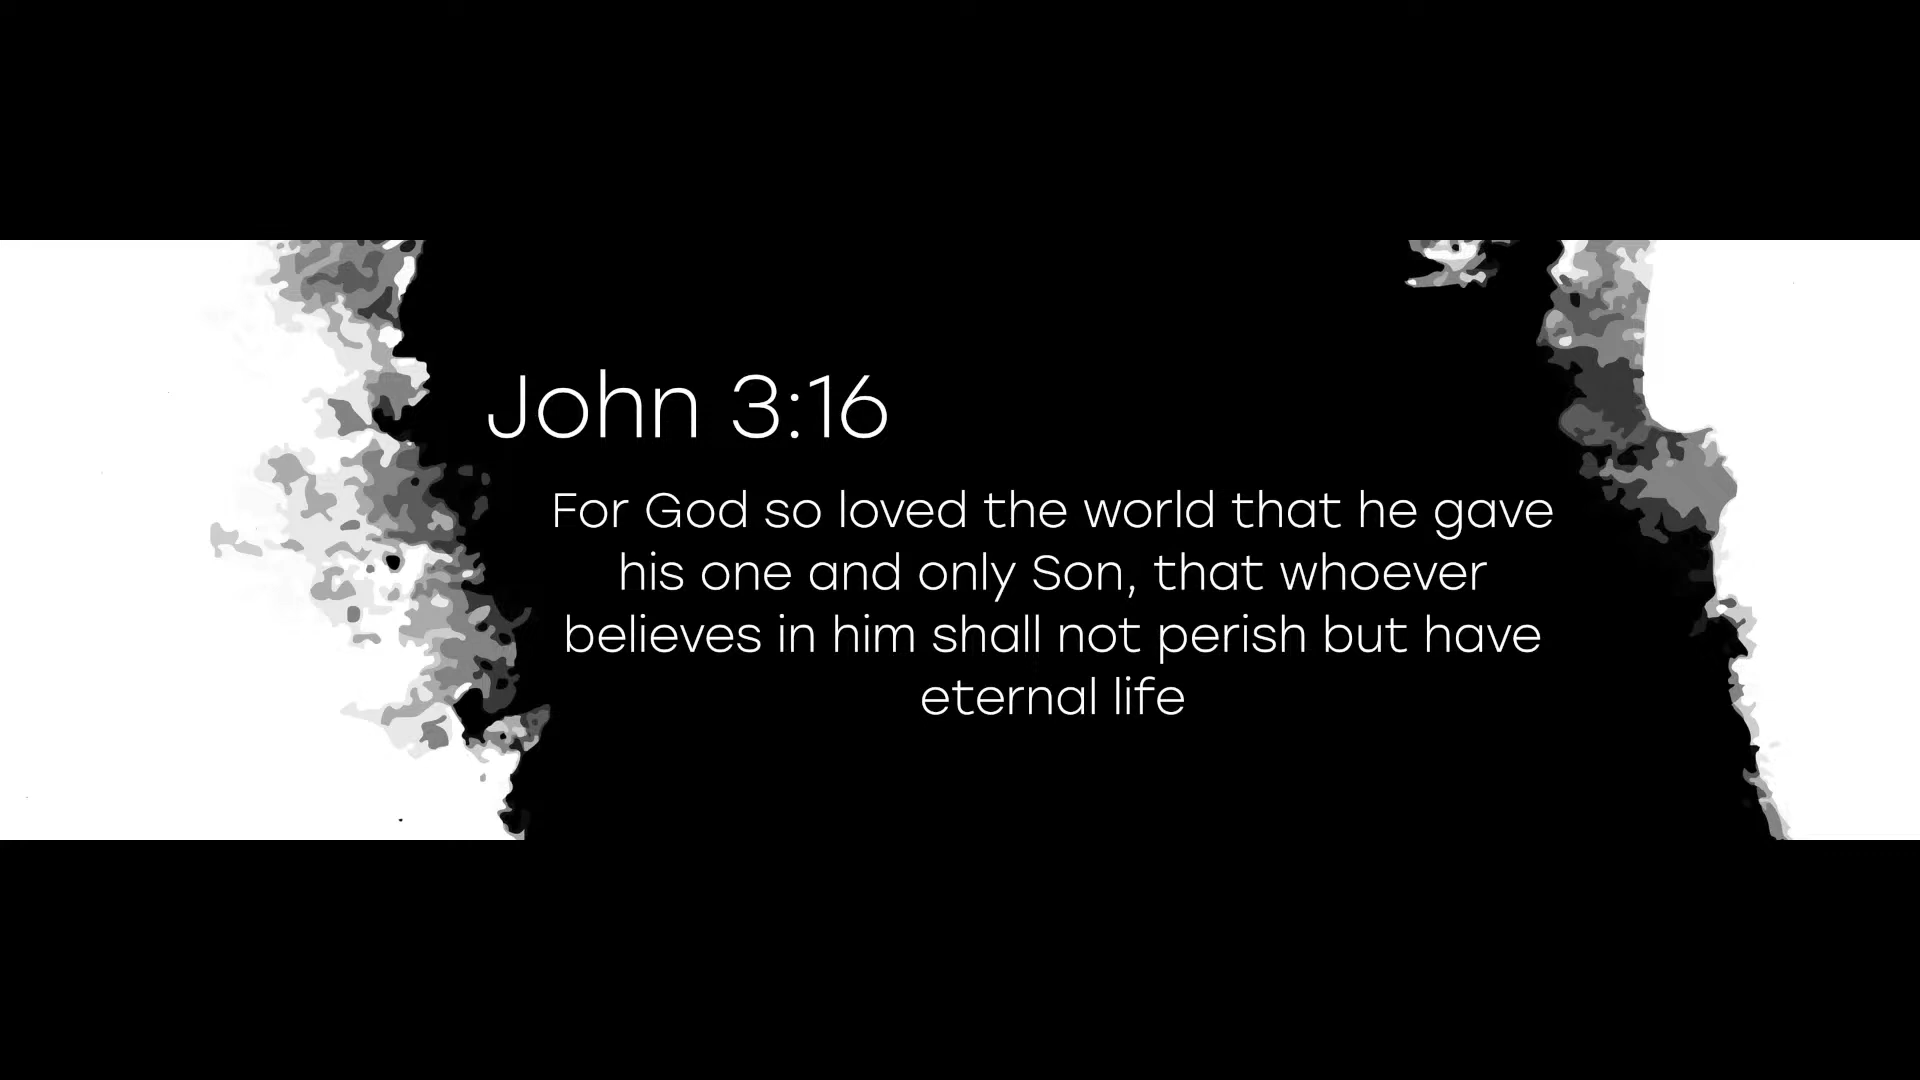 John 3:16
For God so loved the world that he gave
his one and only Son, that whoever
believes in him shall not perish but have
eternal life